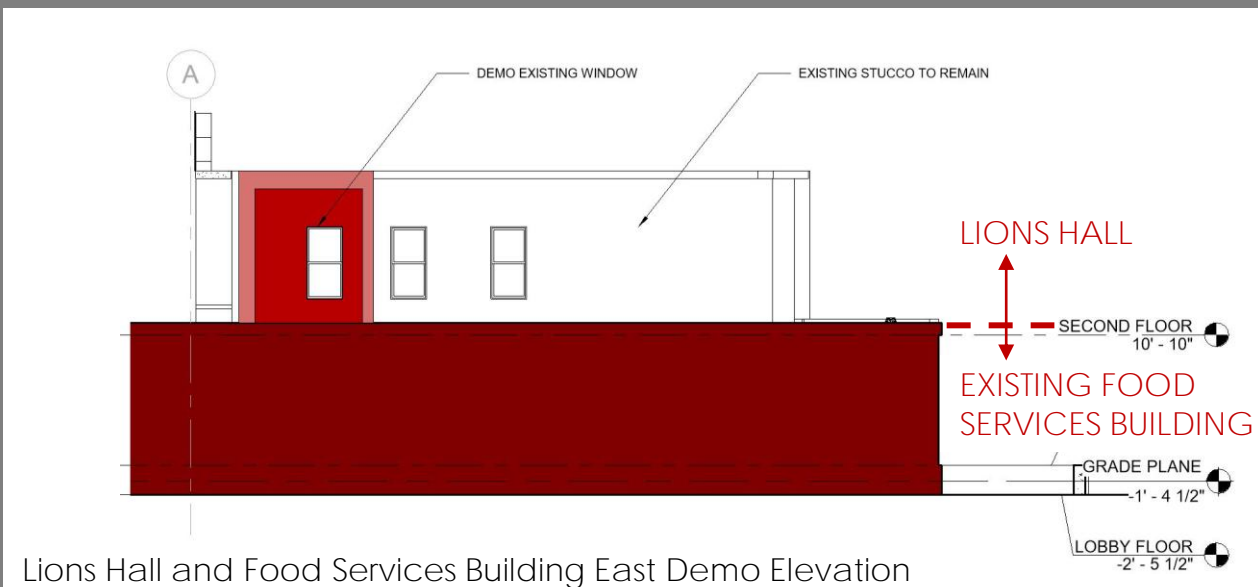 A
DEMO EXISTING WINDOW
EXISTING STUCCO TO REMAIN
LIONS HALL
SECOND FLOOR
10' - 10"
EXISTING FOOD
SERVICES BUILDING
GRADE PLANE
-1' - 4 1/2"
LOBBY FLOOR
-2' - 5 1/2"
Lions Hall and Food Services Building East Demo Elevation